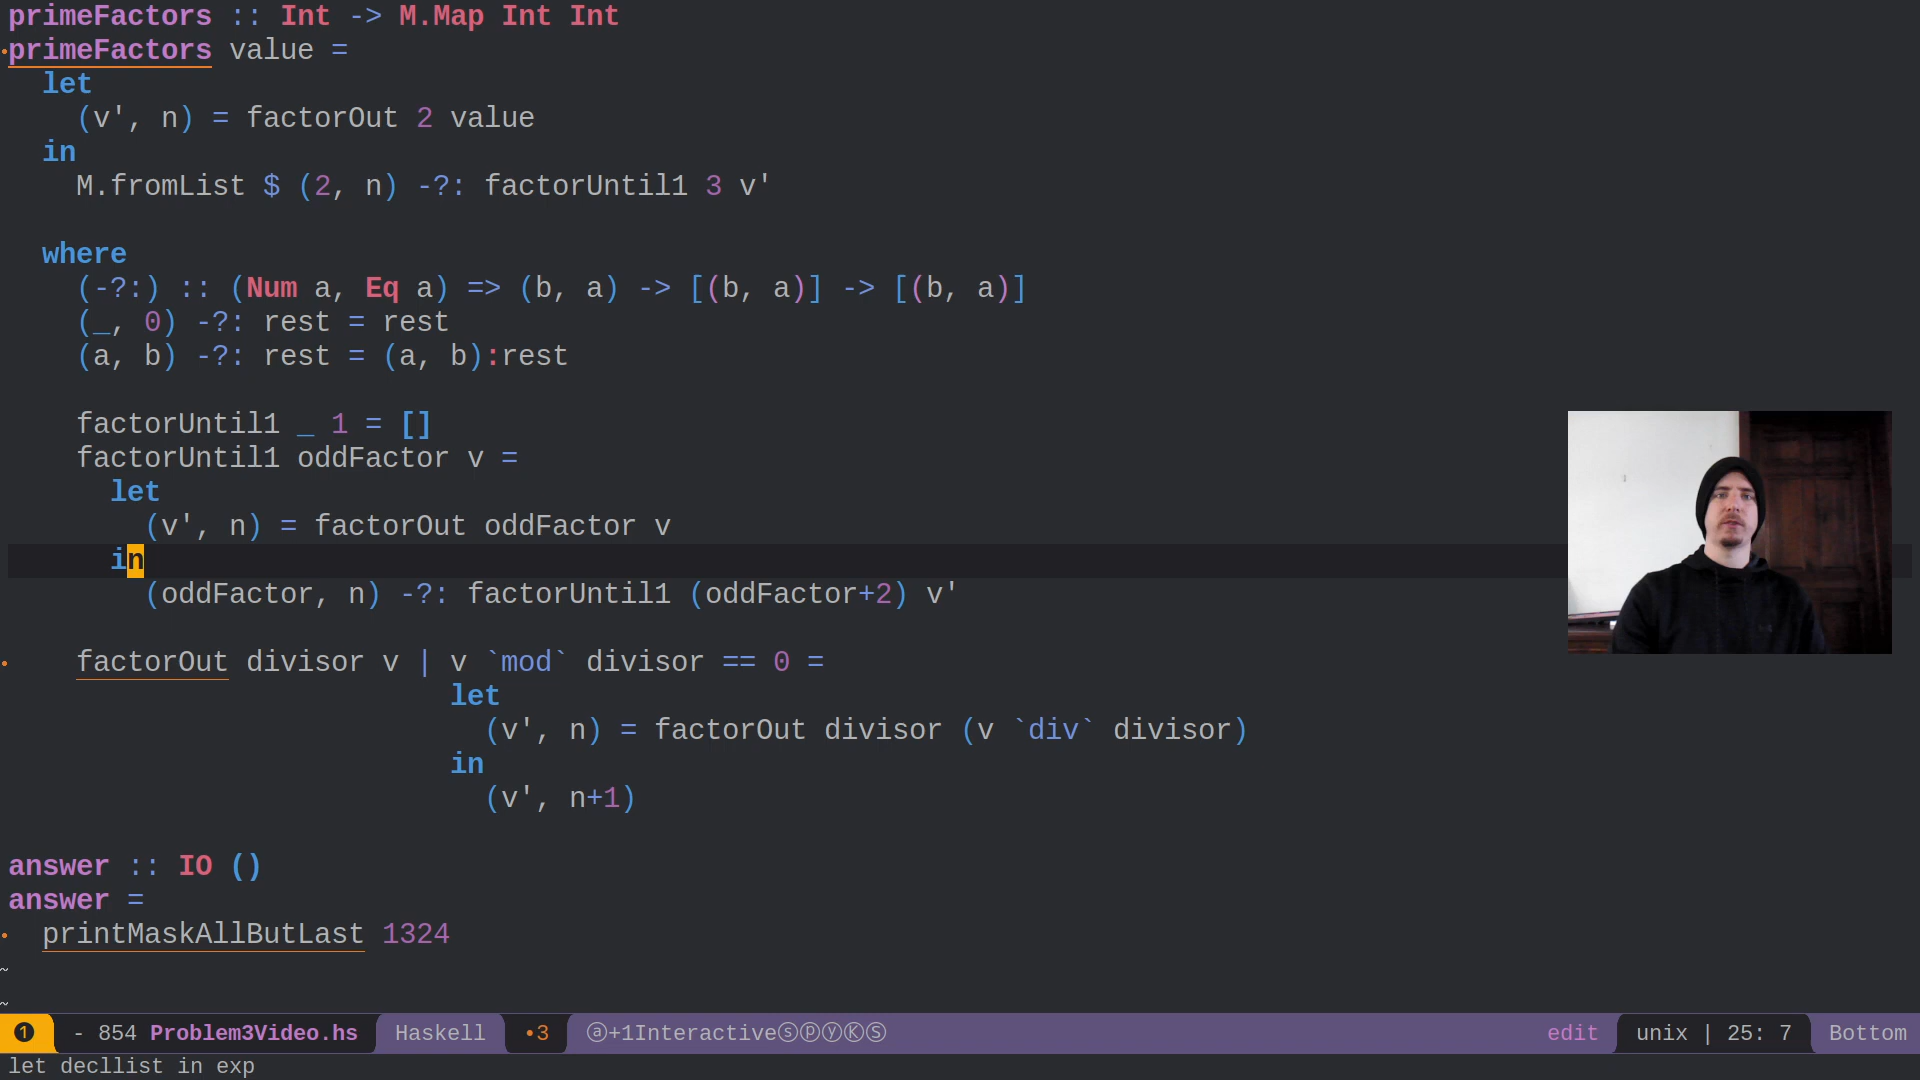 primeFactors :: Int -> M.Map Int Int
primeFactors value =
  let
    (v', n) = factorOut 2 value
  in
    M.fromList $ (2, n) -?: factorUntil1 3 v'

  where
    (-?:) :: (Num a, Eq a) => (b, a) -> [(b, a)] -> [(b, a)]
    (_, 0) -?: rest = rest
    (a, b) -?: rest = (a, b):rest

    factorUntil1 _ 1 = []
    factorUntil1 oddFactor v =
      let
        (v', n) = factorOut oddFactor v
      in
        (oddFactor, n) -?: factorUntil1 (oddFactor+2) v'

    factorOut divisor v | v `mod` divisor == 0 =
                          let
                            (v', n) = factorOut divisor (v `div` divisor)
                          in
                            (v', n+1)

answer :: IO ()
answer =
  printMaskAllButLast 1324
~
~
❶ - 854 Problem3Video.hs Haskell •3 ⓐ+1InteractiveⓢⓟⓨⓀⓈ edit unix | 25: 7 Bottom
let decllist in exp